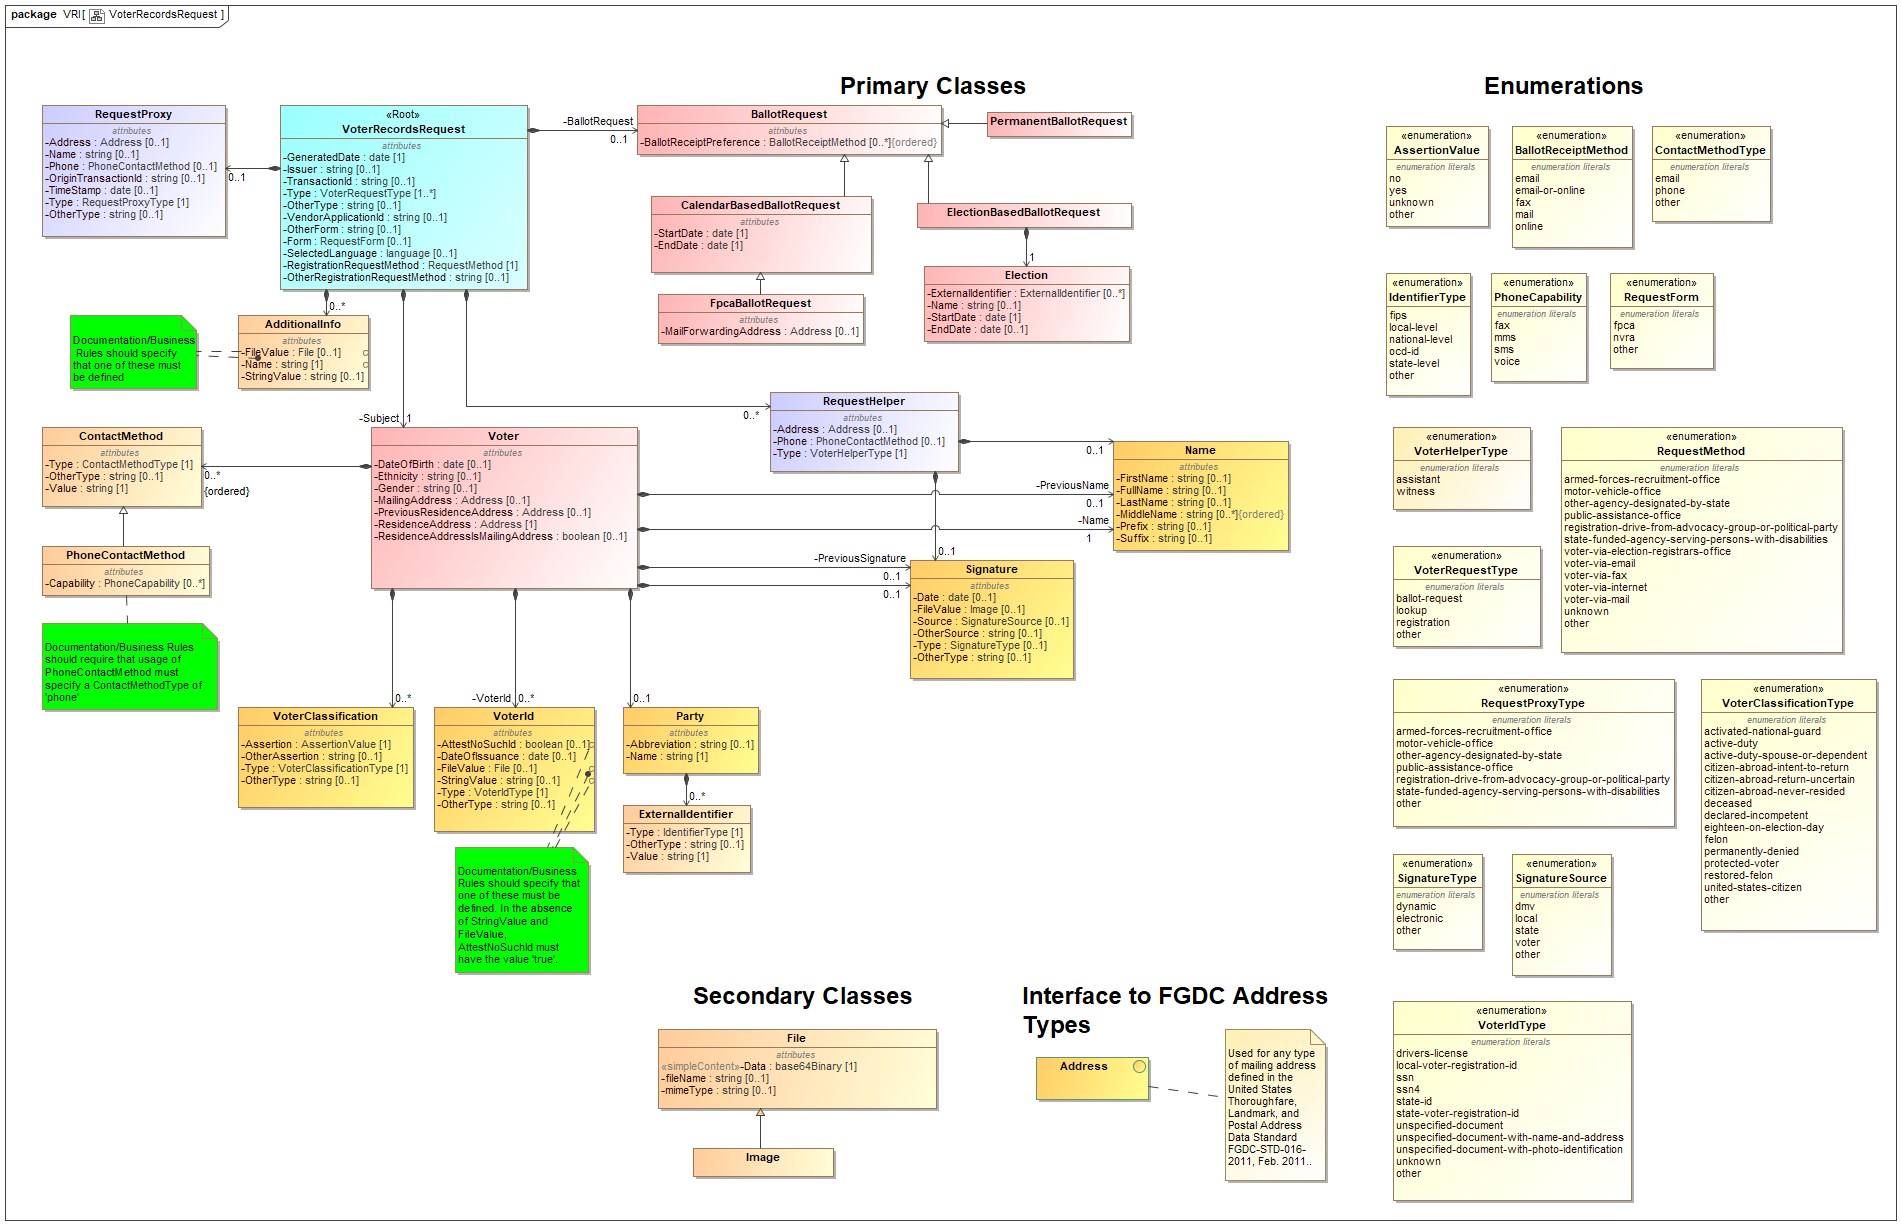 package VRI[ VoterRecordsRequest ]
Primary Classes
Enumerations
RequestProxy
attributes
-Address : Address [0..1]
-Name : string [0..1]
-Phone : PhoneContactMethod [0..1]
-OriginTransactionId : string [0..1]
-TimeStamp : date [0..1]
-Type : RequestProxyType [1]
-OtherType : string [0..1]
0..1
«Root»
VoterRecordsRequest
attributes
-GeneratedDate : date [1]
-Issuer : string [0..1]
-TransactionId : string [0..1]
-Type : VoterRequestType [1..*]
-OtherType : string [0..1]
-VendorApplicationId : string [0..1]
-OtherForm : string [0..1]
-Form : RequestForm [0..1]
-SelectedLanguage : language [0..1]
-RegistrationRequestMethod : RequestMethod [1]
-OtherRegistrationRequestMethod : string [0..1]
-BallotRequest
0..1
BallotRequest
attributes
-BallotReceiptPreference : BallotReceiptMethod [0..*]{ordered}
PermanentBallotRequest
CalendarBasedBallotRequest
attributes
-StartDate : date [1]
-EndDate : date [1]
ElectionBasedBallotRequest
1
FpcaBallotRequest
attributes
-MailForwardingAddress : Address [0..1]
Election
attributes
-ExternalIdentifier : ExternalIdentifier [0..*]
-Name : string [0..1]
-StartDate : date [1]
-EndDate : date [0..1]
0..*
AdditionalInfo
attributes
-FileValue : File [0..1]
-Name : string [1]
-StringValue : string [0..1]
Documentation/Business
Rules should specify
that one of these must
be defined
-Subject 1
0..*
ContactMethod
attributes
-Type : ContactMethodType [1]
-OtherType : string [0..1]
-Value : string [1]
0..*
{ordered}
PhoneContactMethod
attributes
-Capability : PhoneCapability [0..*]
Documentation/Business Rules
should require that usage of
PhoneContactMethod must
specify a ContactMethodType of
'phone'
Voter
attributes
-DateOfBirth : date [0..1]
-Ethnicity : string [0..1]
-Gender : string [0..1]
-MailingAddress : Address [0..1]
-PreviousResidenceAddress : Address [0..1]
-ResidenceAddress : Address [1]
-ResidenceAddressIsMailingAddress : boolean [0..1]
RequestHelper
attributes
-Address : Address [0..1]
-Phone : PhoneContactMethod [0..1]
-Type : VoterHelperType [1]
0..1
-PreviousName
0..1
-Name
1
Name
attributes
-FirstName : string [0..1]
-FullName : string [0..1]
-LastName : string [0..1]
-MiddleName : string [0..*]{ordered}
-Prefix : string [0..1]
-Suffix : string [0..1]
0..1
-PreviousSignature
0..1
0..1
Signature
attributes
-Date : date [0..1]
-FileValue : Image [0..1]
-Source : SignatureSource [0..1]
-OtherSource : string [0..1]
-Type : SignatureType [0..1]
-OtherType : string [0..1]
0..*
-VoterId 0..*
0..1
VoterClassification
attributes
-Assertion : AssertionValue [1]
-OtherAssertion : string [0..1]
-Type : VoterClassificationType [1]
-OtherType : string [0..1]
VoterId
attributes
-AttestNoSuchId : boolean [0..1]
-DateOfIssuance : date [0..1]
-FileValue : File [0..1]
-StringValue : string [0..1]
-Type : VoterIdType [1]
-OtherType : string [0..1]
Party
attributes
-Abbreviation : string [0..1]
-Name : string [1]
0..*
ExternalIdentifier
attributes
-Type : IdentifierType [1]
-OtherType : string [0..1]
-Value : string [1]
Documentation/Business
Rules should specify that
one of these must be
defined. In the absence
of StringValue and
FileValue,
AttestNoSuchId must
have the value 'true'.
Secondary Classes
File
attributes
«simpleContent»-Data : base64Binary [1]
-fileName : string [0..1]
-mimeType : string [0..1]
Image
Interface to FGDC Address
Types
Address
Used for any type
of mailing address
defined in the
United States
Thoroughfare,
Landmark, and
Postal Address
Data Standard
FGDC-STD-016-
2011, Feb. 2011..
«enumeration»
AssertionValue
enumeration literals
no
yes
unknown
other
«enumeration»
BallotReceiptMethod
enumeration literals
email
email-or-online
fax
mail
online
«enumeration»
ContactMethodType
enumeration literals
email
phone
other
«enumeration»
IdentifierType
enumeration literals
fips
local-level
national-level
ocd-id
state-level
other
«enumeration»
PhoneCapability
enumeration literals
fax
mms
sms
voice
«enumeration»
RequestForm
enumeration literals
fpca
nvra
other
«enumeration»
VoterHelperType
enumeration literals
assistant
witness
«enumeration»
RequestMethod
enumeration literals
armed-forces-recruitment-office
motor-vehicle-office
other-agency-designated-by-state
public-assistance-office
registration-drive-from-advocacy-group-or-political-party
state-funded-agency-serving-persons-with-disabilities
voter-via-election-registrars-office
voter-via-email
voter-via-fax
voter-via-internet
voter-via-mail
unknown
other
«enumeration»
VoterRequestType
enumeration literals
ballot-request
lookup
registration
other
«enumeration»
RequestProxyType
enumeration literals
armed-forces-recruitment-office
motor-vehicle-office
other-agency-designated-by-state
public-assistance-office
registration-drive-from-advocacy-group-or-political-party
state-funded-agency-serving-persons-with-disabilities
other
«enumeration»
VoterClassificationType
enumeration literals
activated-national-guard
active-duty
active-duty-spouse-or-dependent
citizen-abroad-intent-to-return
citizen-abroad-return-uncertain
citizen-abroad-never-resided
deceased
declared-incompetent
eighteen-on-election-day
felon
permanently-denied
protected-voter
restored-felon
united-states-citizen
other
«enumeration»
SignatureType
enumeration literals
dynamic
electronic
other
«enumeration»
SignatureSource
enumeration literals
dmv
local
state
voter
other
«enumeration»
VoterIdType
enumeration literals
drivers-license
local-voter-registration-id
ssn
ssn4
state-id
state-voter-registration-id
unspecified-document
unspecified-document-with-name-and-address
unspecified-document-with-photo-identification
unknown
other